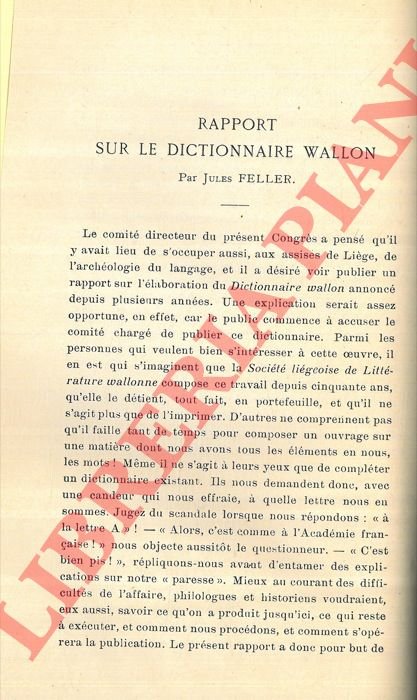 RAPPORT
SUR LE DICTIONNAIRE WALLON
Par Jules FELLER.
Le comité directeur du présent Congrès a pensé qu'il
y avait lieu de s'occuper aussi, aux assises de Liége, de
l'archéologie du langage, et il a désiré voir publier un
rapport sur l'élaboration du Dictionnaire wallon annoncé
depuis plusieurs années. Une explication serait assez
opportune, en effet, car le public commence à accuser le
comité chargé de publier ce dictionnaire. Parmi les
personnes qui veulent bien s'intéresser à cette œuvre, il
en est qui s'imaginent que la Société liégeoise de Litté-
rature wallonne compose ce travail depuis cinquante ans,
qu'elle le détient, tout fait, en portefeuille, et qu'il ne
s'agit plus que de l'imprimer. D'autres ne comprennent pas
qu'il faille tant de temps pour composer un ouvrage sur
une matière dont nous avons tous les éléments en nous,
les mots ! Même il ne s'agit à leurs yeux que de compléter
un dictionnaire existant. Ils nous demandent donc, avec
une candeur qui nous effraie, à quelle lettre nous en
sommes. Jugez du scandale lorsque nous répondons : « à
la lettre A » ! — « Alors, c'est comme à l'Académie fran-
çaise ! » nous objecte aussitôt le questionneur. — « C'est
bien pis ! », répliquons-nous avant d'entamer des expli-
cations sur notre « paresse ». Mieux au courant des diffi-
cultés de l'affaire, philologues et historiens voudraient,
eux aussi, savoir ce qu'on a produit jusqu'ici, ce qui reste
à exécuter, et comment nous procédons, et comment s'opé-
rera la publication. Le présent rapport a donc pour but de
LIBRERIA PIANI